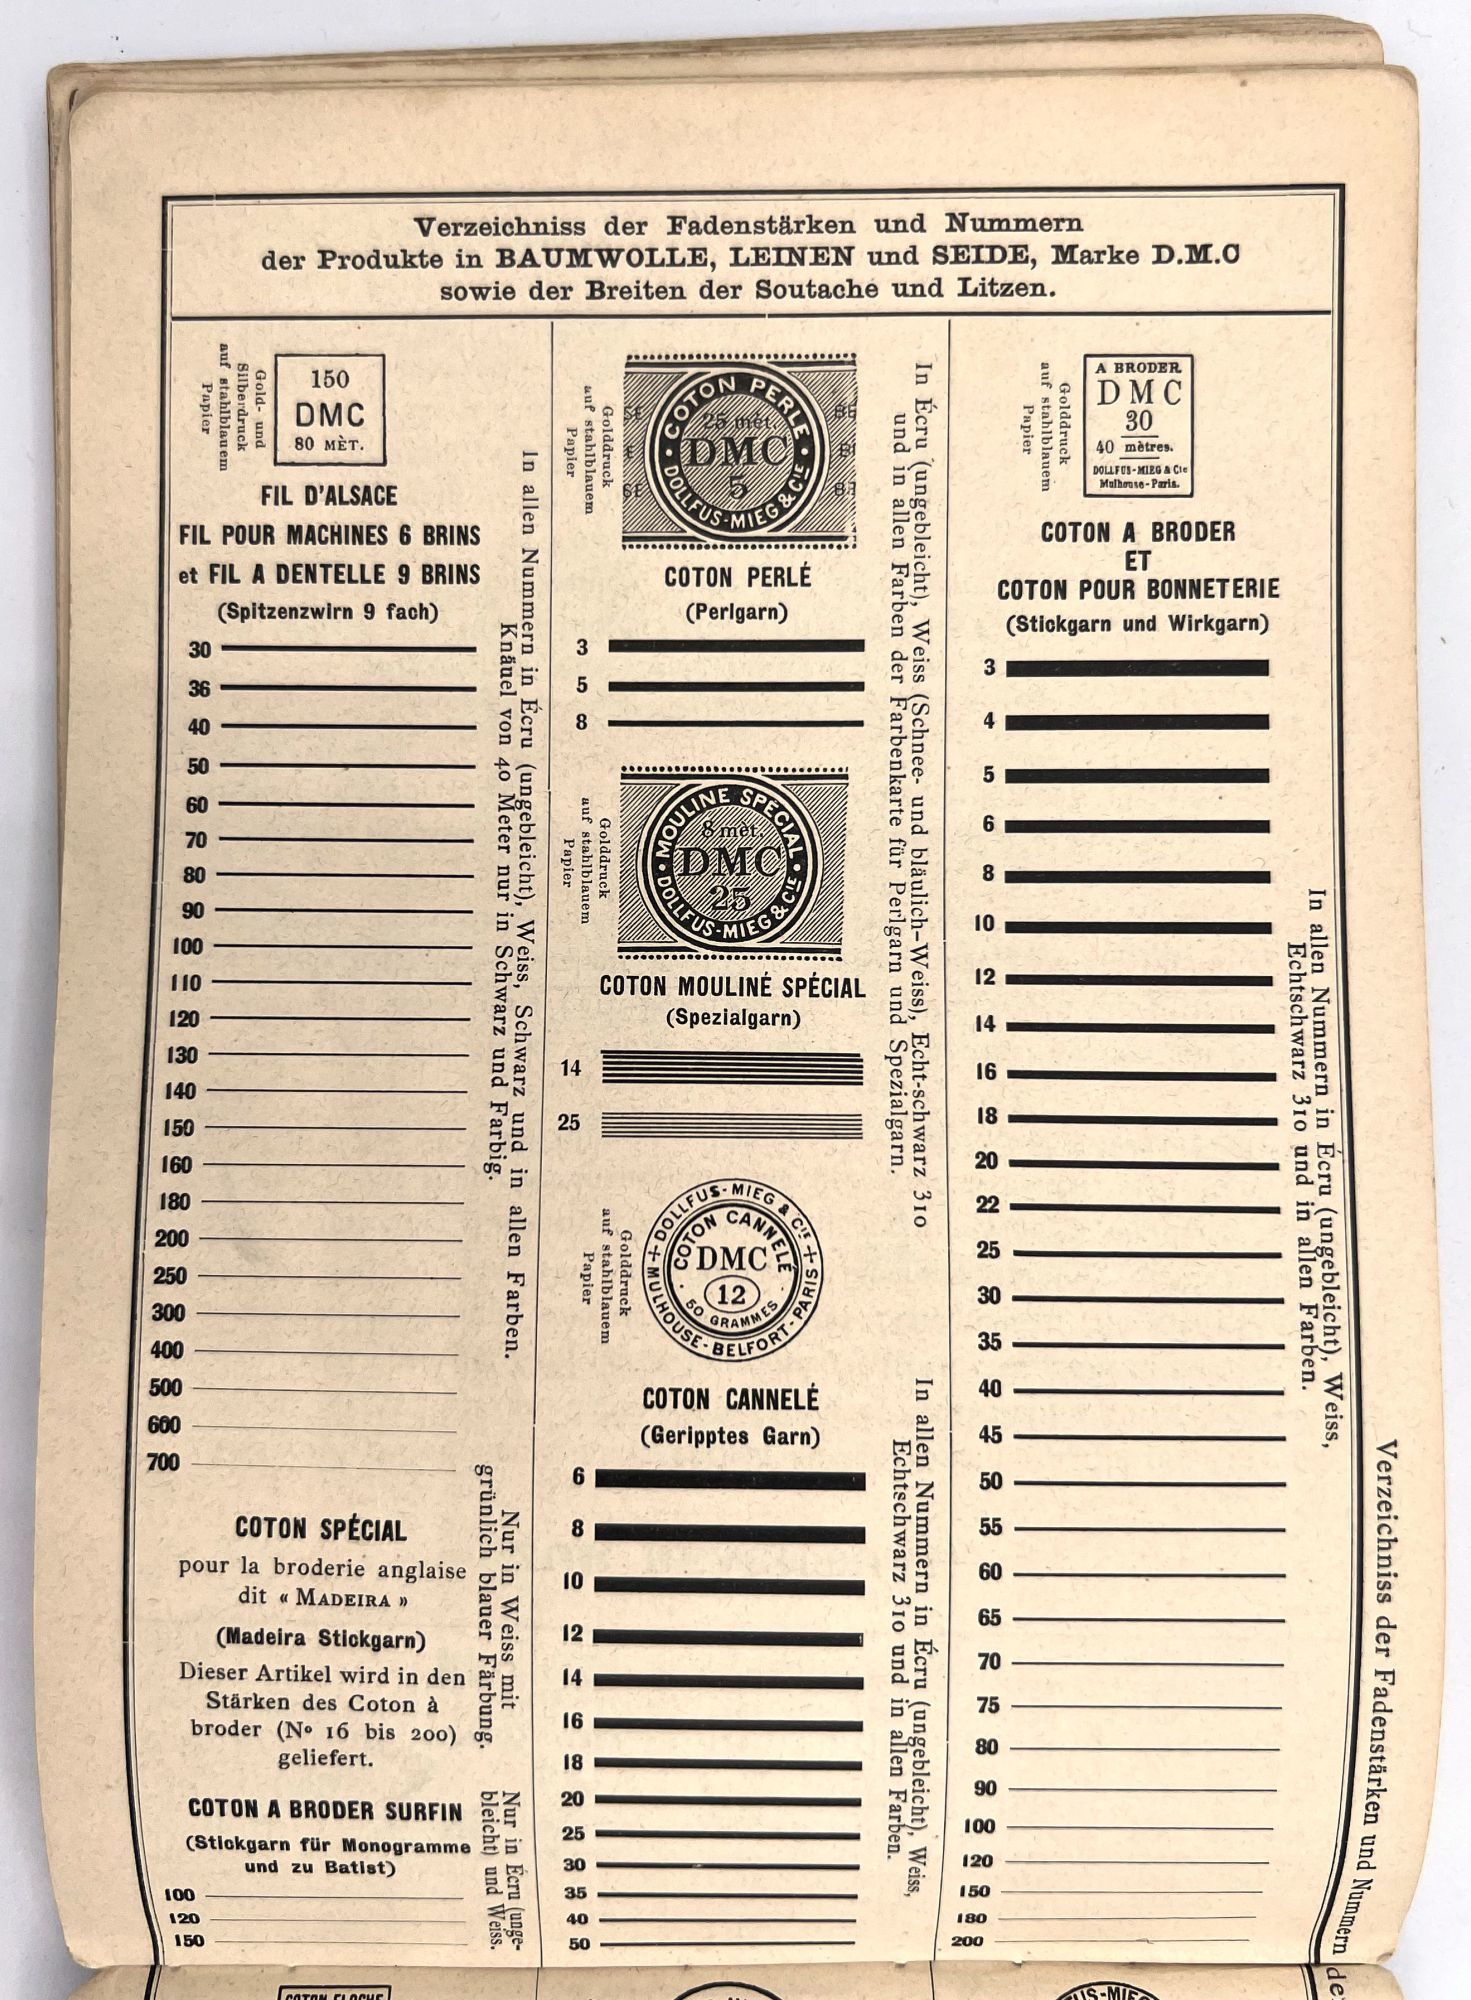 Verzeichniss der Fadenstärken und Nummern
der Produkte in BAUMWOLLE, LEINEN und SEIDE, Marke D.M.C
sowie der Breiten der Soutache und Litzen.
Gold- und
Silberdruck
auf stahlblauem
Papier
150
DMC
80 MÈT.
FIL D'ALSACE
FIL POUR MACHINES 6 BRINS
et FIL A DENTELLE 9 BRINS
(Spitzenzwirn 9 fach)
30
36
40
50
60
70
80
90
100
110
120
130
140
150
160
180
200
250
300
400
500
600
700
In allen Nummern in Écru (ungebleicht), Weiss, Schwarz und in allen Farben.
Knäuel von 40 Meter nur in Schwarz und Farbig.
COTON SPÉCIAL
pour la broderie anglaise
dit « MADEIRA »
(Madeira Stickgarn)
Dieser Artikel wird in den
Stärken des Coton à
broder (Nº 16 bis 200)
geliefert.
Nur in Weiss mit
grünlich blauer Färbung.
COTON A BRODER SURFIN
(Stickgarn für Monogramme
und zu Batist)
100
120
150
Nur in Écru (unge-
bleicht) und Weiss.
Golddruck
auf stahlblauem
Papier
COTON PERLÉ
25 mèt.
DMC
5
DOLLFUS-MIEG & CIE
COTON PERLÉ
(Perlgarn)
3
5
8
Golddruck
auf stahlblauem
Papier
MOULINÉ SPÉCIAL
8 mèt.
DMC
25
DOLLFUS-MIEG & CIE
COTON MOULINÉ SPÉCIAL
(Spezialgarn)
14
25
In Écru (ungebleicht), Weiss (Schnee- und bläulich-Weiss), Echt-schwarz 310
und in allen Farben der Farbenkarte für Perlgarn und Spezialgarn.
Golddruck
auf stahlblauem
Papier
DOLLFUS-MIEG & CIE
COTON CANNELÉ
DMC
12
50 GRAMMES
MULHOUSE-BELFORT-PARIS
COTON CANNELÉ
(Geripptes Garn)
6
8
10
12
14
16
18
20
25
30
35
40
50
In allen Nummern in Écru (ungebleicht), Weiss,
Echtschwarz 310 und in allen Farben.
Golddruck
auf stahlblauem
Papier
A BRODER
DMC
30
40 mètres.
DOLLFUS-MIEG & Cie
Mulhouse-Paris.
COTON A BRODER
ET
COTON POUR BONNETERIE
(Stickgarn und Wirkgarn)
3
4
5
6
8
10
12
14
16
18
20
22
25
30
35
40
45
50
55
60
65
70
75
80
90
100
120
150
180
200
In allen Nummern in Écru (ungebleicht), Weiss,
Echtschwarz 310 und in allen Farben.
Verzeichniss der Fadenstärken und Nummern